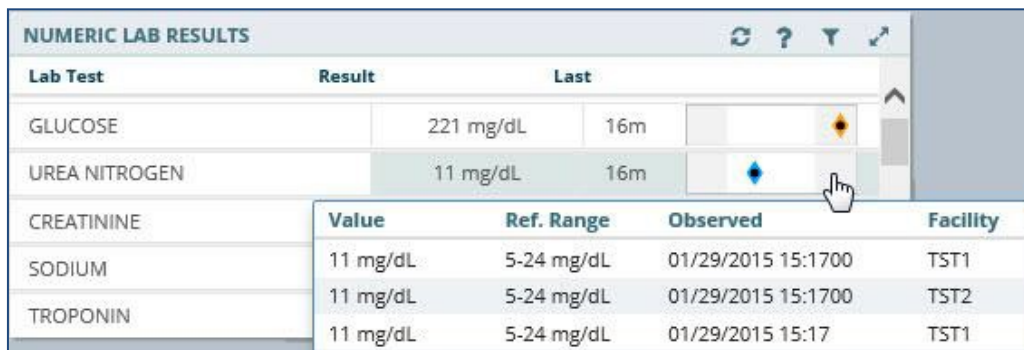 NUMERIC LAB RESULTS ?
Lab Test Result Last
GLUCOSE 221 mg/dL 16m
UREA NITROGEN 11 mg/dL 16m
CREATININE
SODIUM
TROPONIN
Value Ref. Range Observed Facility
11 mg/dL 5-24 mg/dL 01/29/2015 15:1700 TST1
11 mg/dL 5-24 mg/dL 01/29/2015 15:1700 TST2
11 mg/dL 5-24 mg/dL 01/29/2015 15:17 TST1